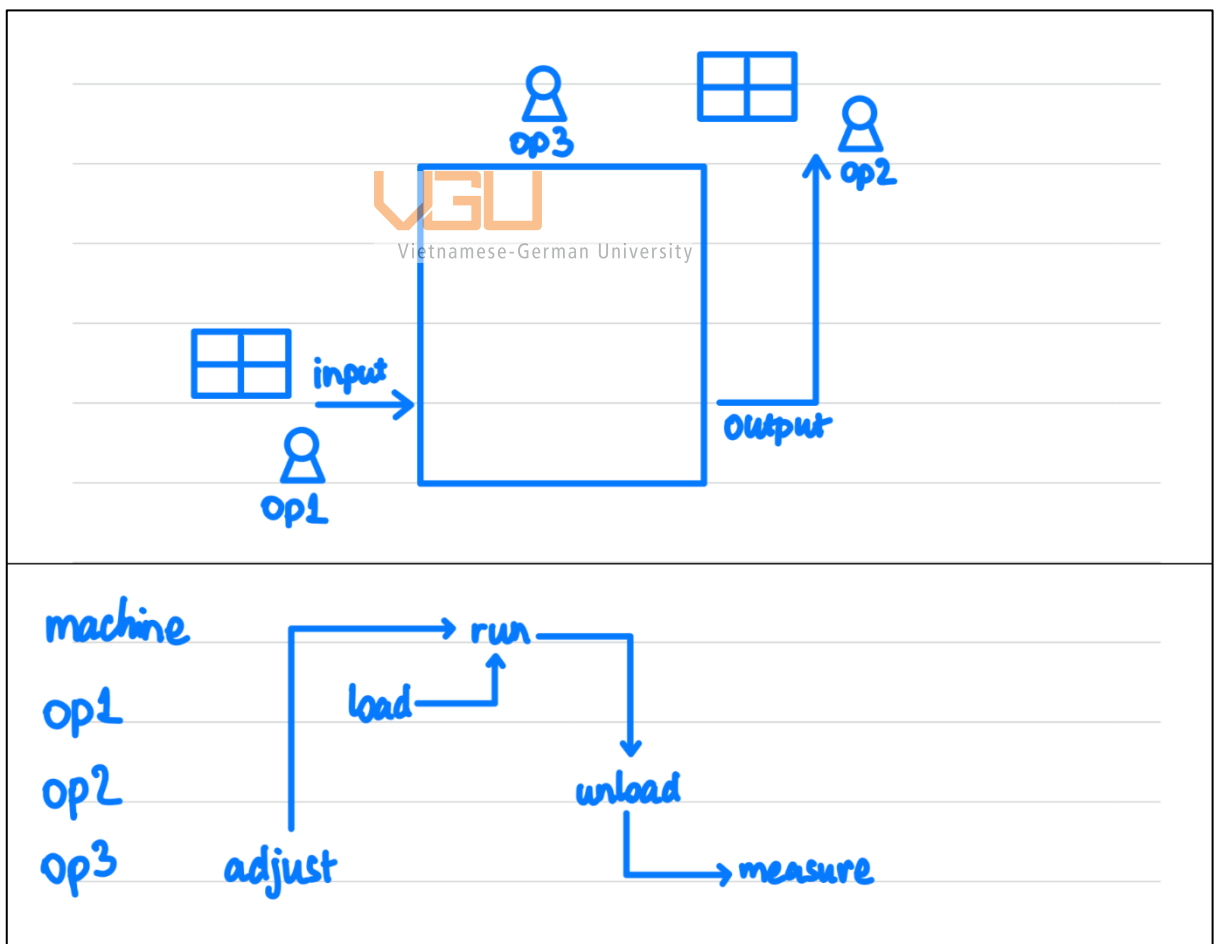 op3
op2
VGU
Vietnamese-German University
input
output
op1
machine run
op1 load
op2 unload
op3 adjust measure